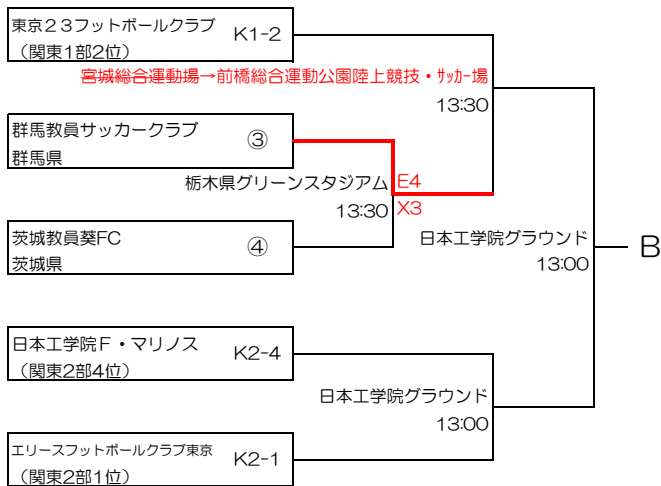 東京２３フットボールクラブ
（関東1部2位）
K1-2
宮城総合運動場→前橋総合運動公園陸上競技・ｻｯｶｰ場
13:30
群馬教員サッカークラブ
群馬県
③
栃木県グリーンスタジアム
13:30
E4
X3
茨城教員葵FC
茨城県
④
日本工学院グラウンド
13:00
B
日本工学院Ｆ・マリノス
（関東2部4位）
K2-4
日本工学院グラウンド
13:00
エリースフットボールクラブ東京
（関東2部1位）
K2-1